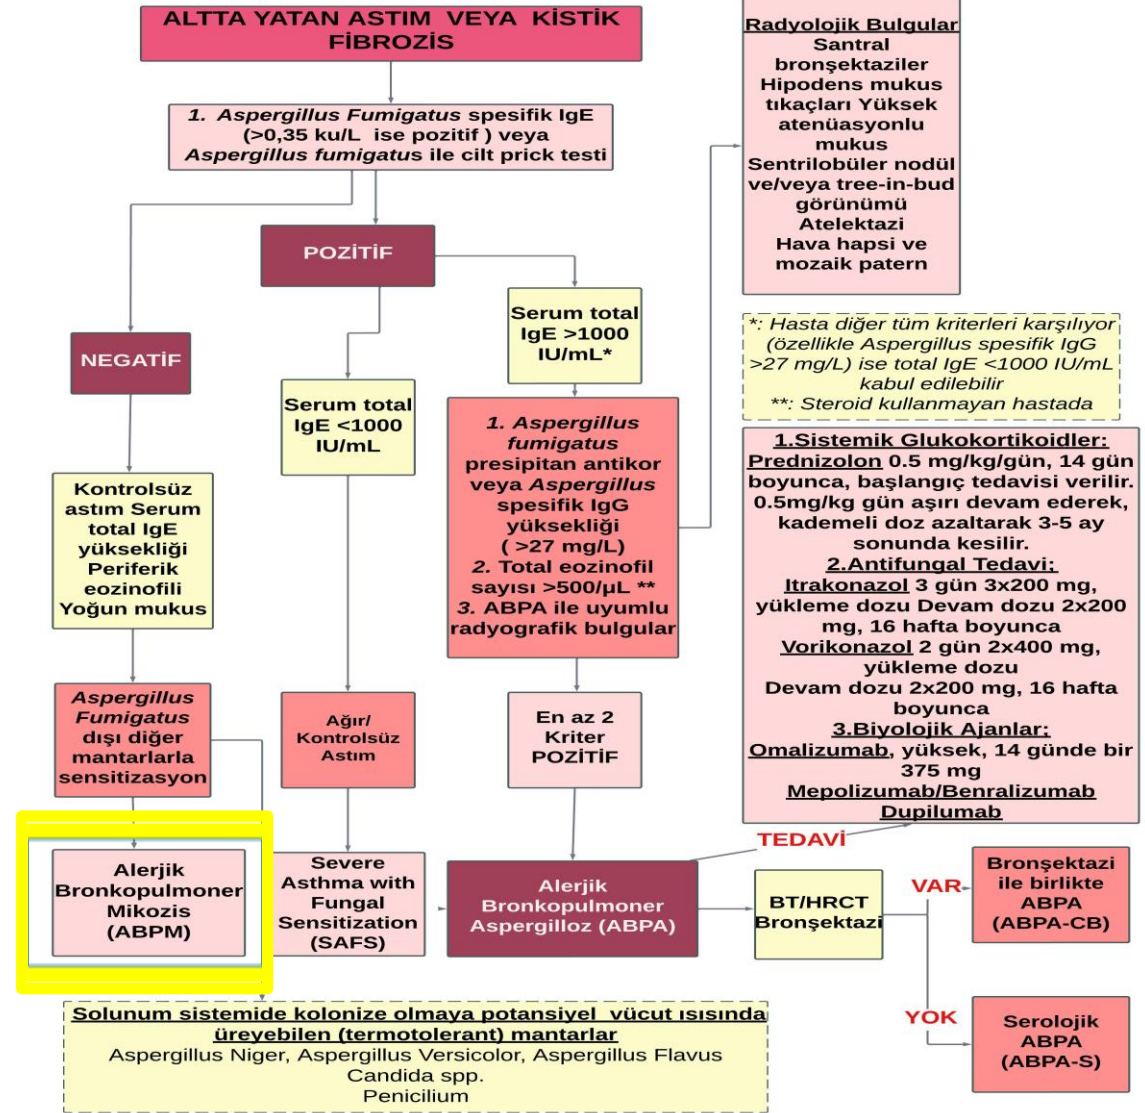 ALTTA YATAN ASTIM VEYA KİSTİK
FİBROZİS
1. Aspergillus Fumigatus spesifik IgE
(>0,35 ku/L ise pozitif ) veya
Aspergillus fumigatus ile cilt prick testi
NEGATİF
POZİTİF
Serum total
IgE >1000
IU/mL*
Serum total
IgE <1000
IU/mL
Kontrolsüz
astım Serum
total IgE
yüksekliği
Periferik
eozinofili
Yoğun mukus
1. Aspergillus
fumigatus
presipitan antikor
veya Aspergillus
spesifik IgG
yüksekliği
( >27 mg/L)
2. Total eozinofil
sayısı >500/µL **
3. ABPA ile uyumlu
radyografik bulgular
Radyolojik Bulgular
Santral
bronşektaziler
Hipodens mukus
tıkaçları Yüksek
atenüasyonlu
mukus
Sentrilobüler nodül
ve/veya tree-in-bud
görünümü
Atelektazi
Hava hapsi ve
mozaik patern
*: Hasta diğer tüm kriterleri karşılıyor
(özellikle Aspergillus spesifik IgG
>27 mg/L) ise total IgE <1000 IU/mL
kabul edilebilir
**: Steroid kullanmayan hastada
1.Sistemik Glukokortikoidler:
Prednizolon 0.5 mg/kg/gün, 14 gün
boyunca, başlangıç tedavisi verilir.
0.5mg/kg gün aşırı devam ederek,
kademeli doz azaltarak 3-5 ay
sonunda kesilir.
2.Antifungal Tedavi;
Itrakonazol 3 gün 3x200 mg,
yükleme dozu Devam dozu 2x200
mg, 16 hafta boyunca
Vorikonazol 2 gün 2x400 mg,
yükleme dozu
Devam dozu 2x200 mg, 16 hafta
boyunca
3.Biyolojik Ajanlar;
Omalizumab, yüksek, 14 günde bir
375 mg
Mepolizumab/Benralizumab
Dupilumab
Aspergillus
Fumigatus
dışı diğer
mantarlarla
sensitizasyon
Ağır/
Kontrolsüz
Astım
En az 2
Kriter
POZİTİF
TEDAVİ
Alerjik
Bronkopulmoner
Mikozis
(ABPM)
Severe
Asthma with
Fungal
Sensitization
(SAFS)
Alerjik
Bronkopulmoner
Aspergilloz (ABPA)
BT/HRCT
Bronşektazi
VAR
Bronşektazi
ile birlikte
ABPA
(ABPA-CB)
YOK
Serolojik
ABPA
(ABPA-S)
Solunum sistemide kolonize olmaya potansiyel vücut ısısında
üreyebilen (termotolerant) mantarlar
Aspergillus Niger, Aspergillus Versicolor, Aspergillus Flavus
Candida spp.
Penicilium